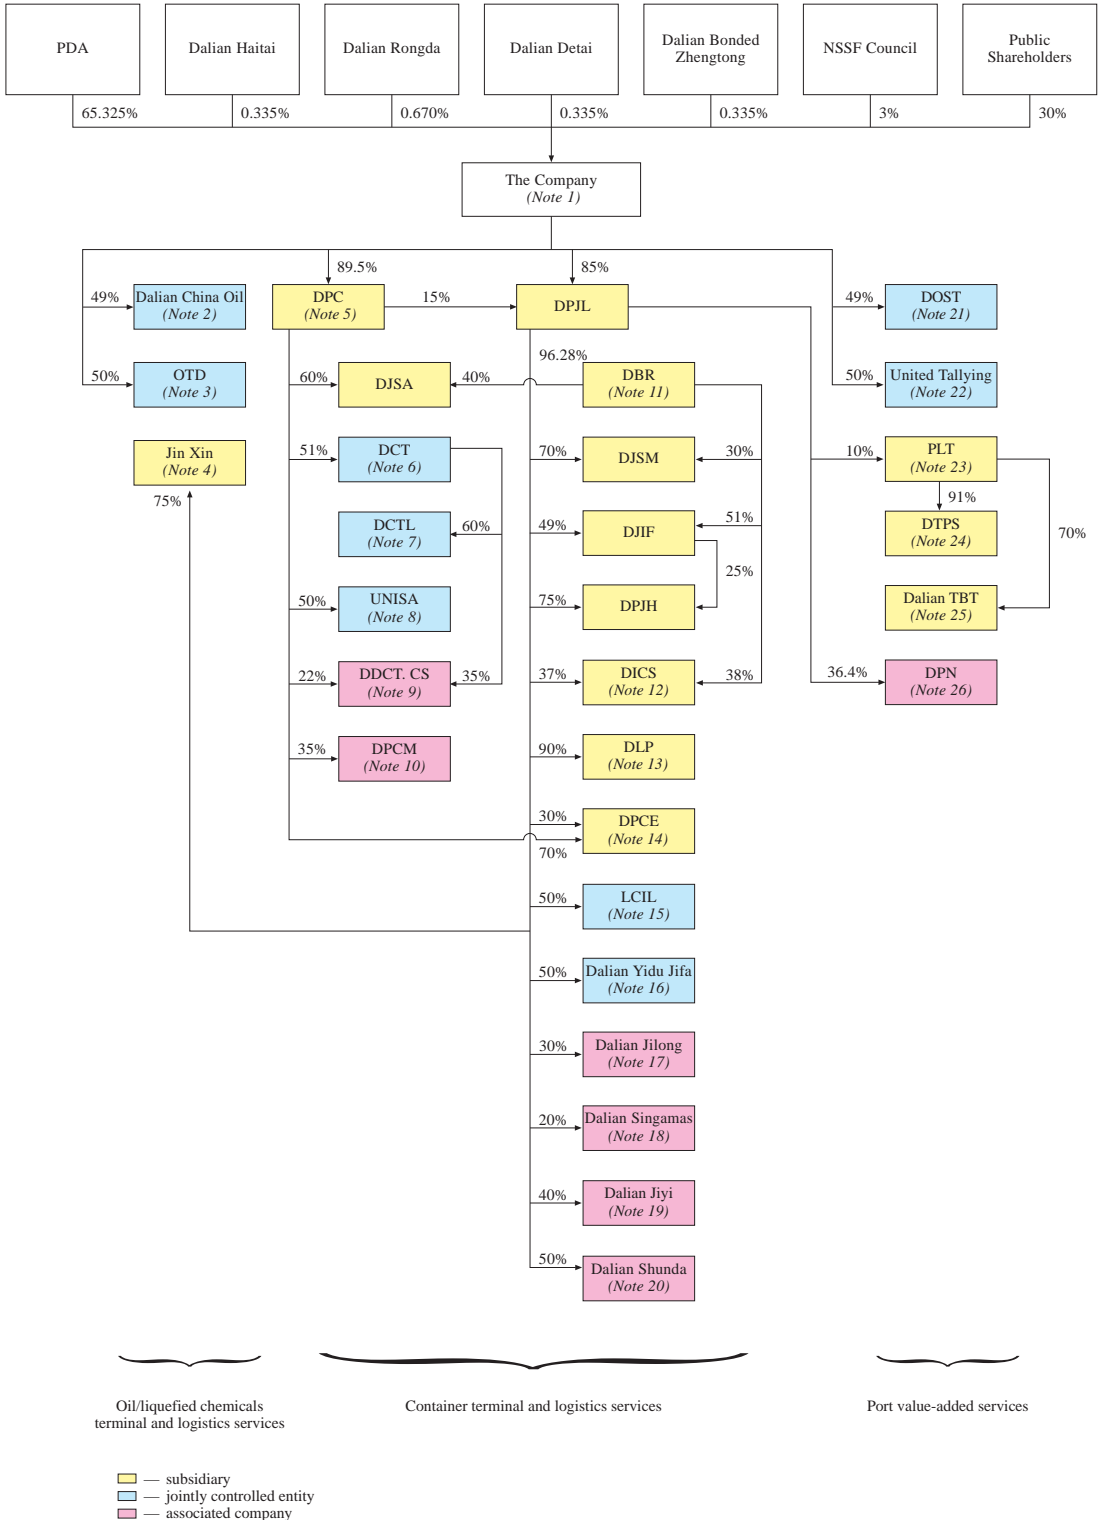 PDA
Dalian Haitai
Dalian Rongda
Dalian Detai
Dalian Bonded
Zhengtong
NSSF Council
Public
Shareholders
65.325%
0.335%
0.670%
0.335%
0.335%
3%
30%
The Company
(Note 1)
89.5%
85%
49%
Dalian China Oil
(Note 2)
DPC
(Note 5)
15%
DPJL
49%
DOST
(Note 21)
96.28%
50%
OTD
(Note 3)
60%
DJSA
40%
DBR
(Note 11)
50%
United Tallying
(Note 22)
Jin Xin
(Note 4)
75%
51%
DCT
(Note 6)
70%
DJSM
30%
10%
PLT
(Note 23)
91%
DCTL
(Note 7)
60%
49%
DJIF
51%
DTPS
(Note 24)
70%
25%
50%
UNISA
(Note 8)
75%
DPJH
Dalian TBT
(Note 25)
22%
DDCT. CS
(Note 9)
35%
37%
DICS
(Note 12)
38%
36.4%
DPN
(Note 26)
35%
DPCM
(Note 10)
90%
DLP
(Note 13)
30%
DPCE
(Note 14)
70%
50%
LCIL
(Note 15)
50%
Dalian Yidu Jifa
(Note 16)
30%
Dalian Jilong
(Note 17)
20%
Dalian Singamas
(Note 18)
40%
Dalian Jiyi
(Note 19)
50%
Dalian Shunda
(Note 20)
Oil/liquefied chemicals
terminal and logistics services
Container terminal and logistics services
Port value-added services
— subsidiary
— jointly controlled entity
— associated company